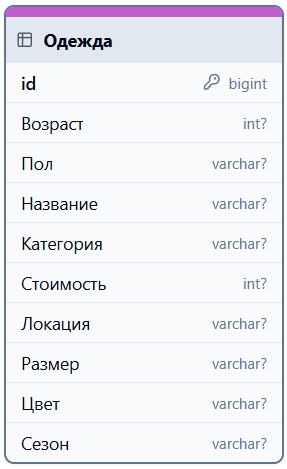 Одежда
id bigint
Возраст int?
Пол varchar?
Название varchar?
Категория varchar?
Стоимость int?
Локация varchar?
Размер varchar?
Цвет varchar?
Сезон varchar?